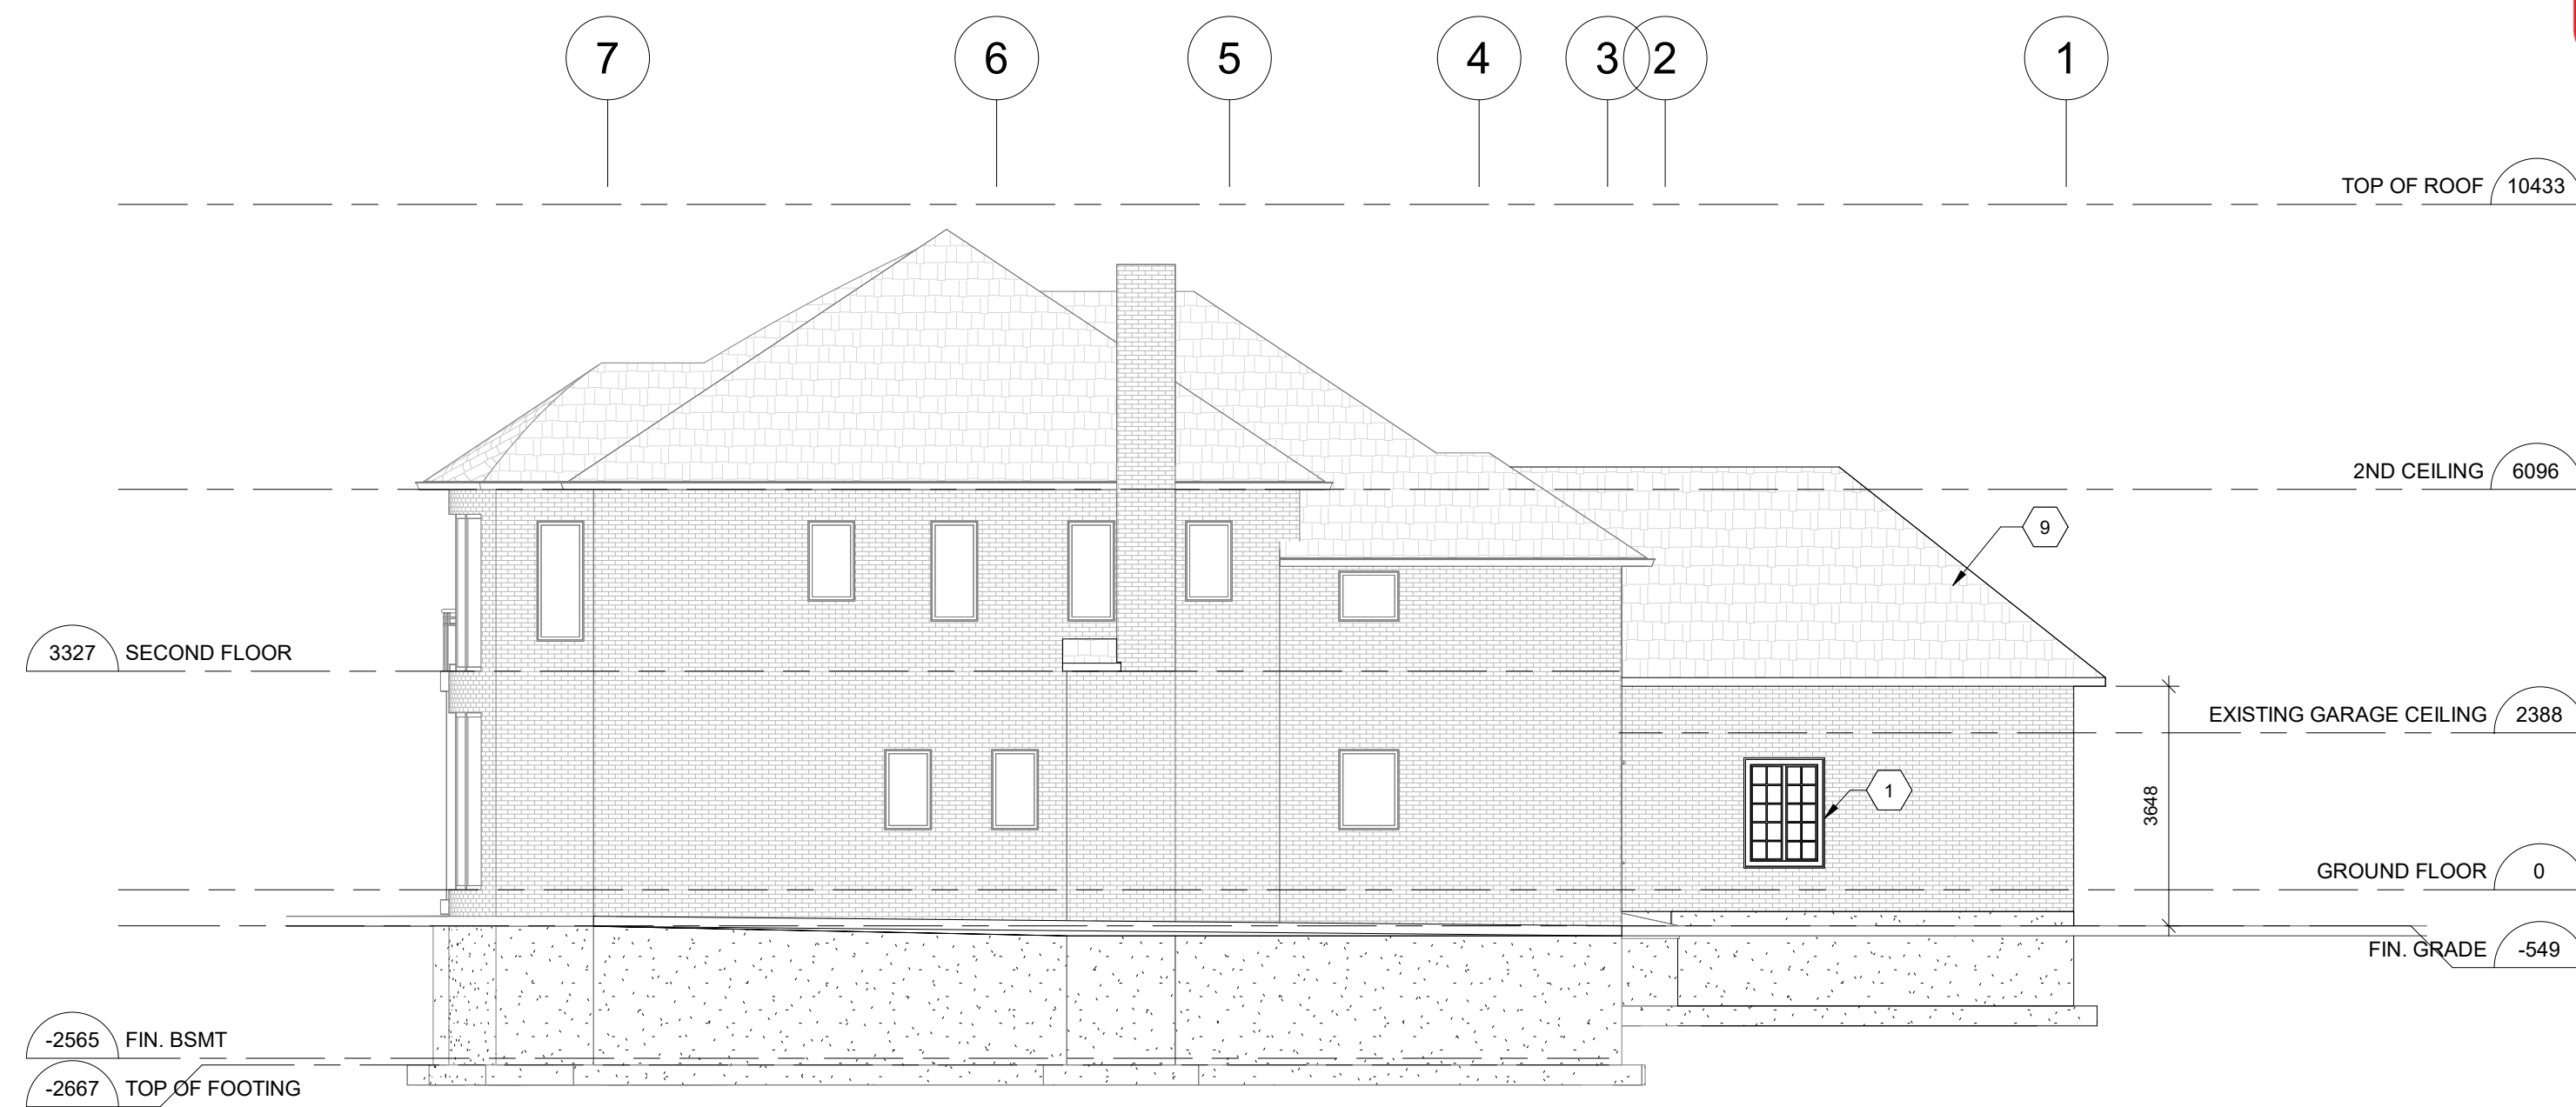 7 6 5 4 3 2 1
TOP OF ROOF 10433
2ND CEILING 6096
9
3327 SECOND FLOOR
EXISTING GARAGE CEILING 2388
1
3648
GROUND FLOOR 0
FIN. GRADE -549
-2565 FIN. BSMT
-2667 TOP OF FOOTING